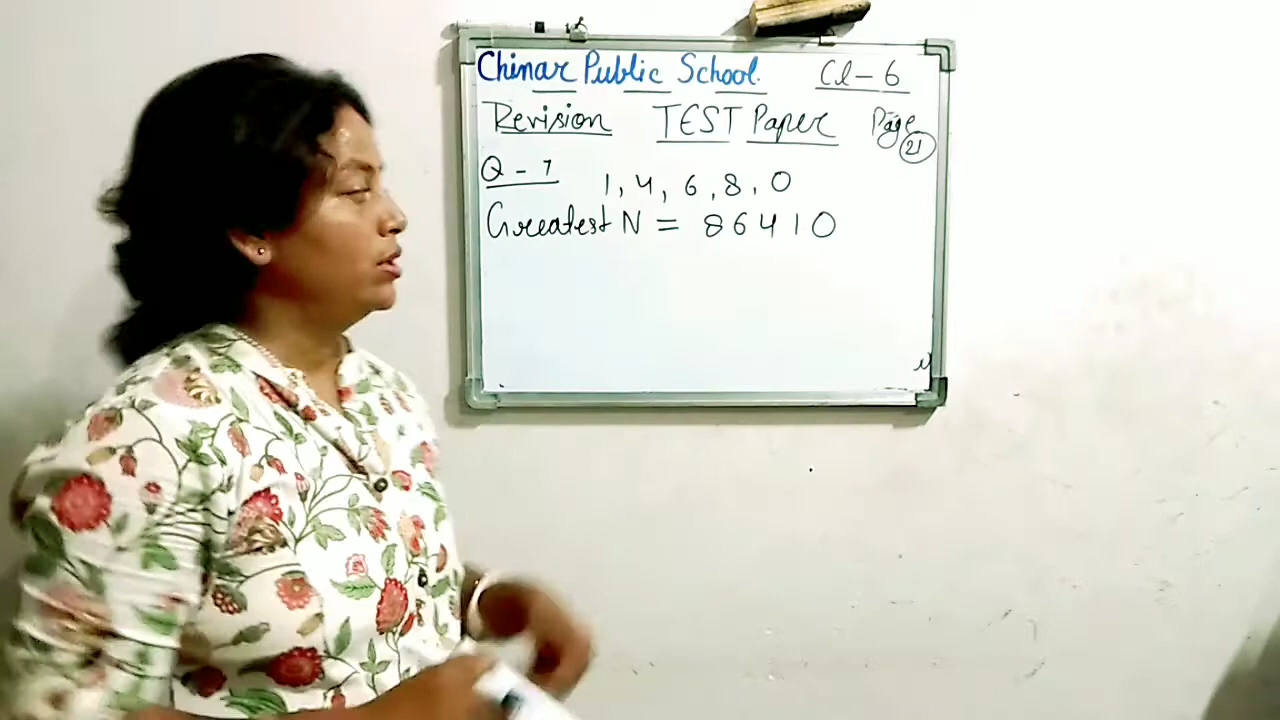 Chinar Public School. Cl - 6
Revision TEST Paper Page 21
Q - 7 1, 4, 6, 8, 0
Greatest N = 86410